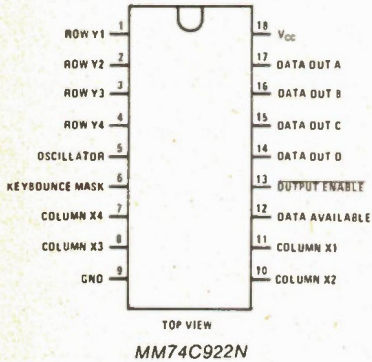 ROW Y1 1 18 VCC
ROW Y2 2 17 DATA OUT A
ROW Y3 3 16 DATA OUT B
ROW Y4 4 15 DATA OUT C
OSCILLATOR 5 14 DATA OUT D
KEYBOUNCE MASK 6 13 OUTPUT ENABLE
COLUMN X4 7 12 DATA AVAILABLE
COLUMN X3 8 11 COLUMN X1
GND 9 10 COLUMN X2
TOP VIEW
MM74C922N